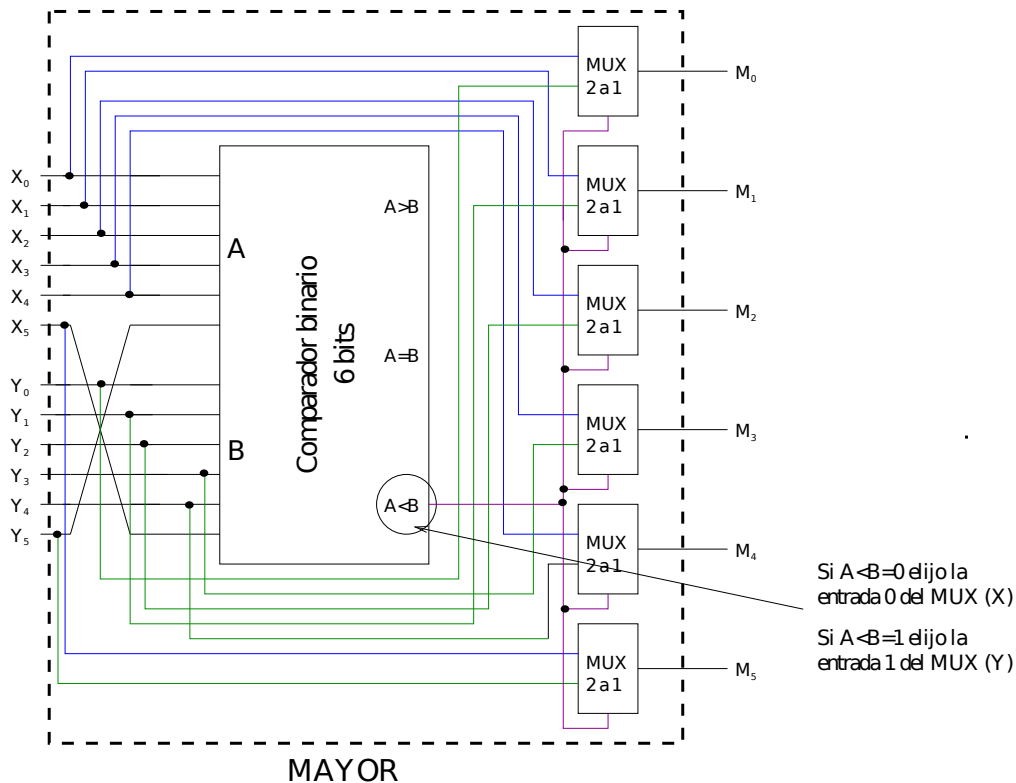 MUX
2a1
M0
X0
X1
X2
X3
X4
X5
A
A>B
MUX
2a1
M1
Comparador binario
6 bits
MUX
2a1
M2
A=B
Y0
Y1
Y2
Y3
Y4
Y5
B
MUX
2a1
M3
.
A<B
MUX
2a1
M4
Si A<B=0 elijo la
entrada 0 del MUX (X)
Si A<B=1 elijo la
entrada 1 del MUX (Y)
MUX
2a1
M5
MAYOR